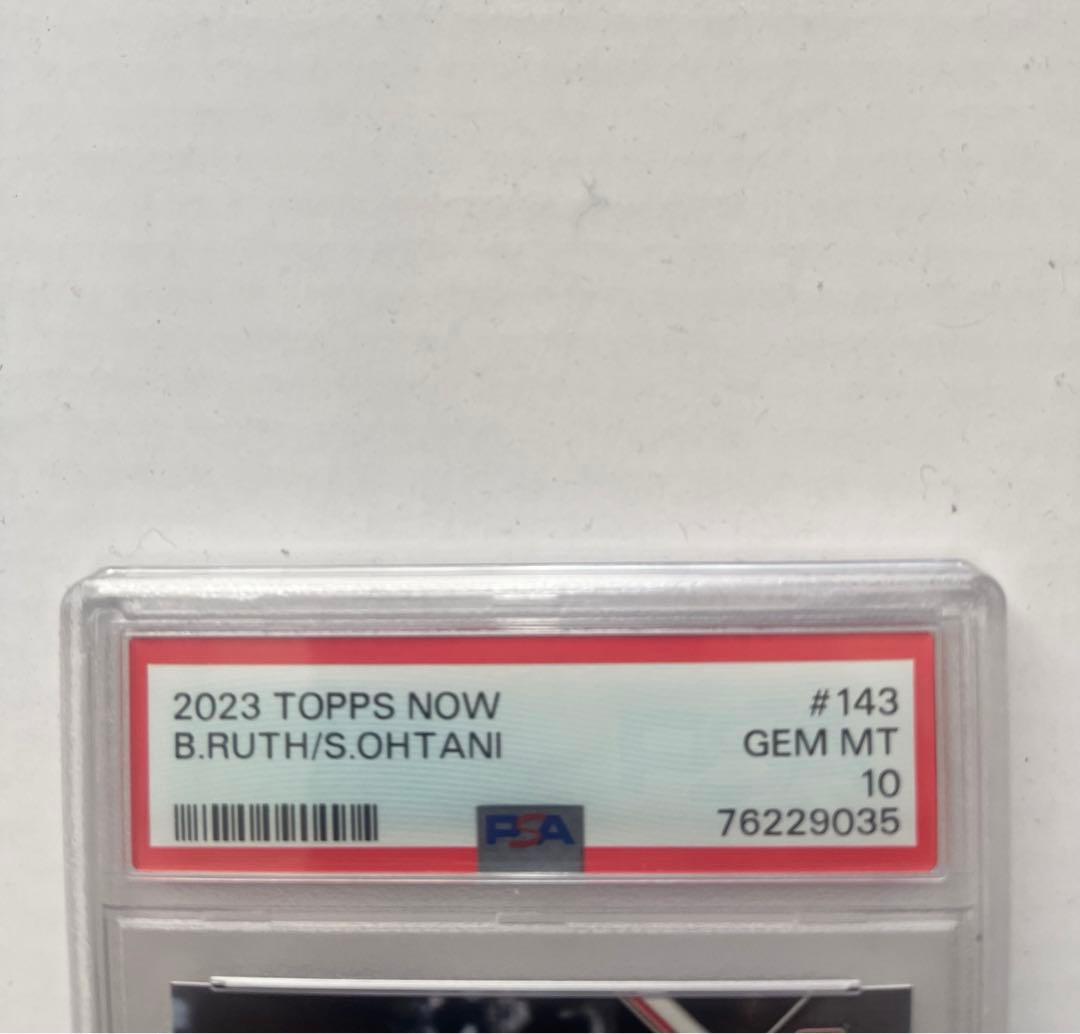 2023 TOPPS NOW #143
B.RUTH/S.OHTANI GEM MT
10
PSA 76229035